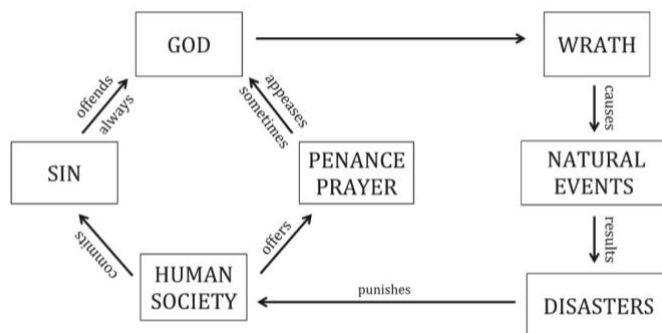 GOD
WRATH
offends
always
appeases
sometimes
causes
SIN
PENANCE
PRAYER
NATURAL
EVENTS
commits
offers
results
HUMAN
SOCIETY
punishes
DISASTERS